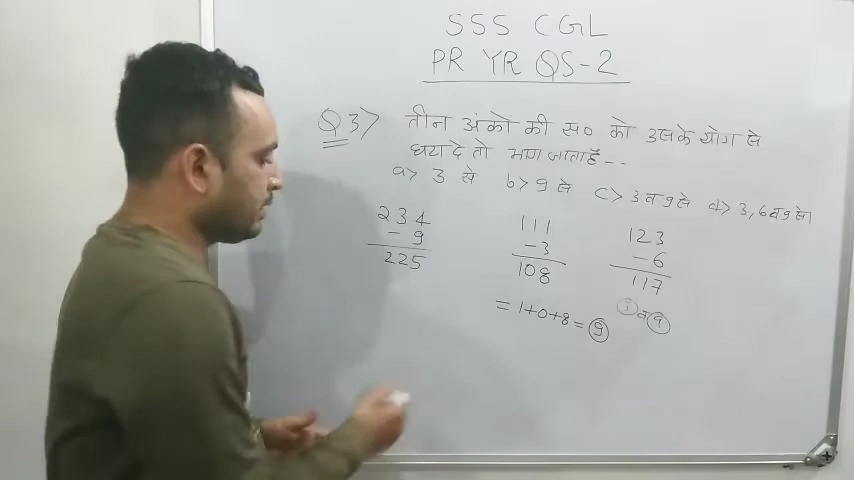 SSS CGL
PR YR QS-2
Q3> तीन अंको की स० को उसके योग से
घटा दे तो भाग जाता है--
a> 3 से b> 9 से c> 3 व 9 से d> 3, 6 व 9 से।
234 111 123
-9 -3 -6
225 108 117
= 1+0+8 = 9
व 9